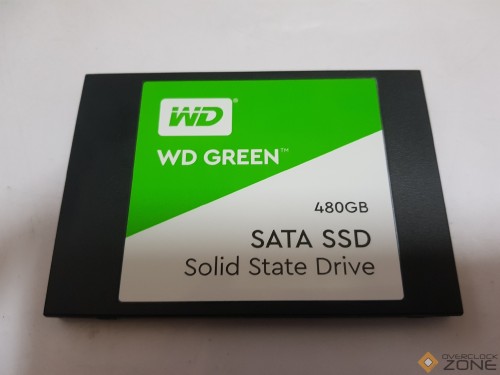 WD®
WD GREEN™
480GB
SATA SSD
Solid State Drive
OVERCLOCK
ZONE